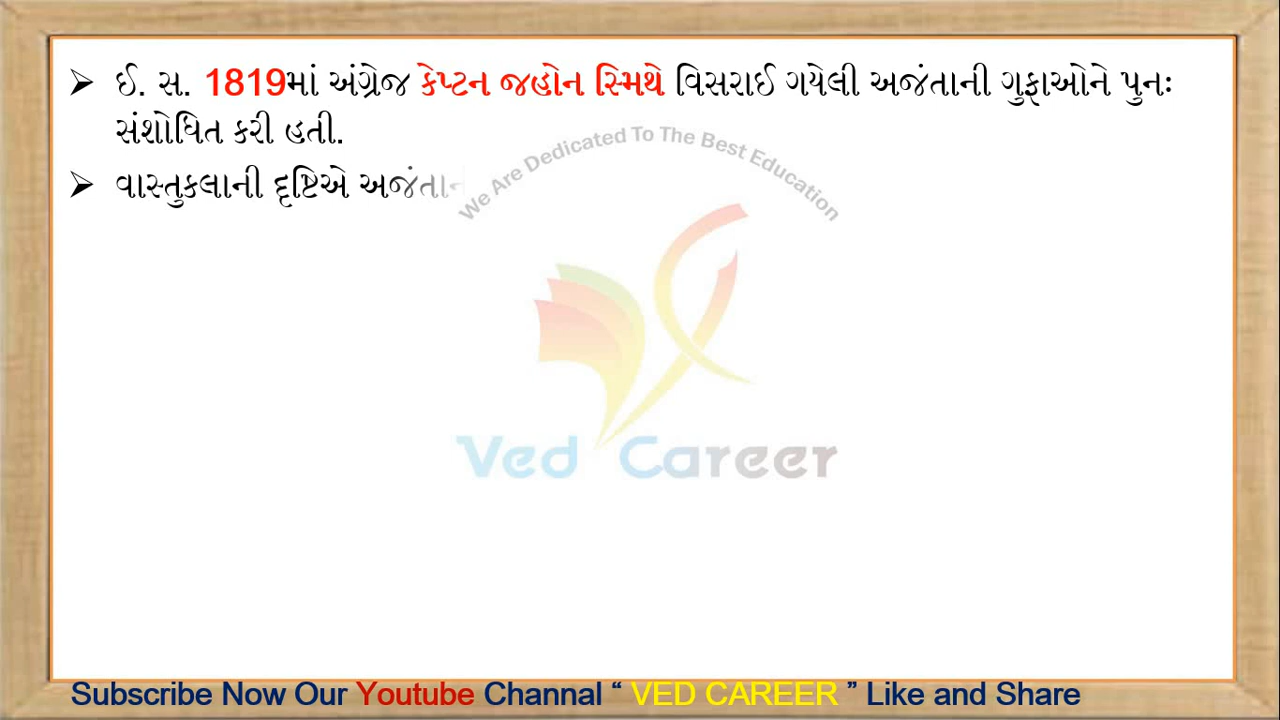 ➢ ઈ. સ. 1819માં અંગ્રેજ કેપ્ટન જહોન સ્મિથે વિસરાઈ ગયેલી અજંતાની ગુફાઓને પુનઃ
સંશોધિત કરી હતી.
➢ વાસ્તુકલાની દૃષ્ટિએ અજંતાન
We Are Dedicated To The Best Education
Ved Career
Subscribe Now Our Youtube Channal “ VED CAREER ” Like and Share